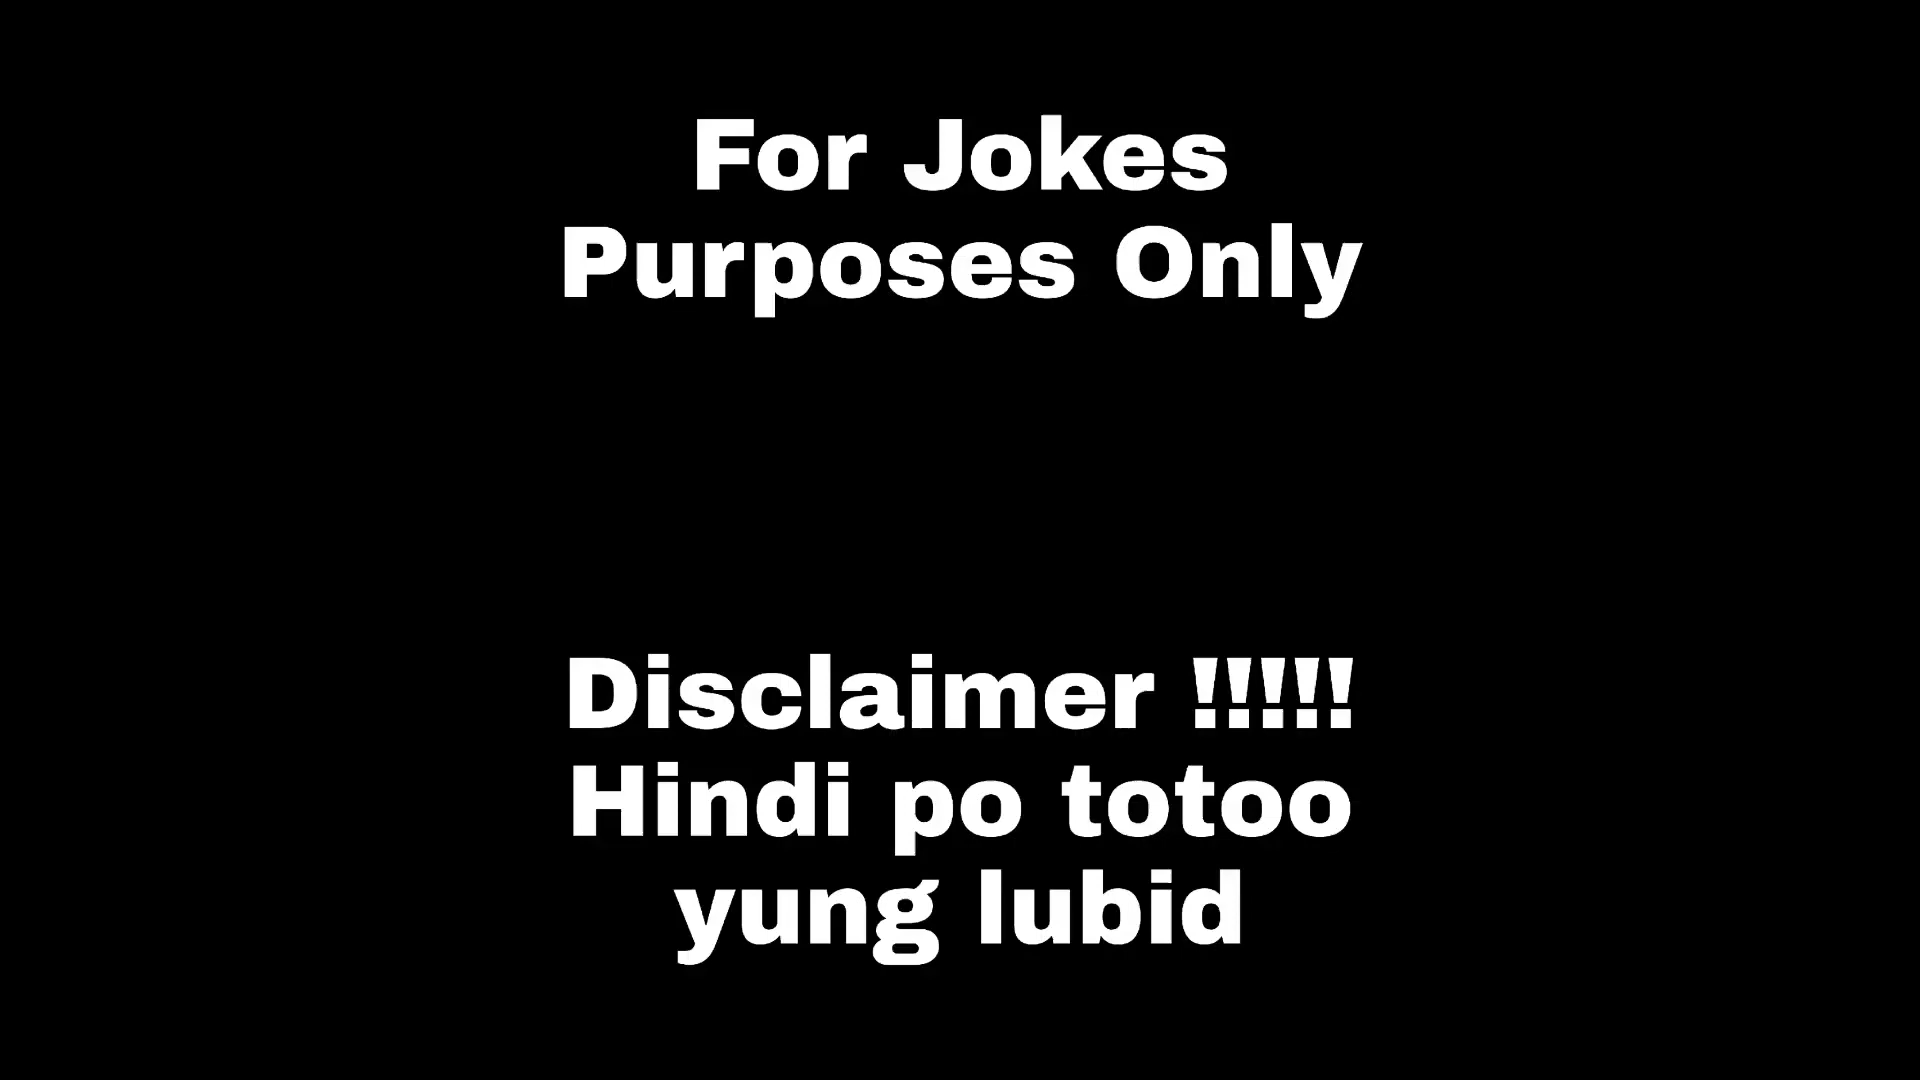 For Jokes
Purposes Only
Disclaimer !!!!!
Hindi po totoo
yung lubid